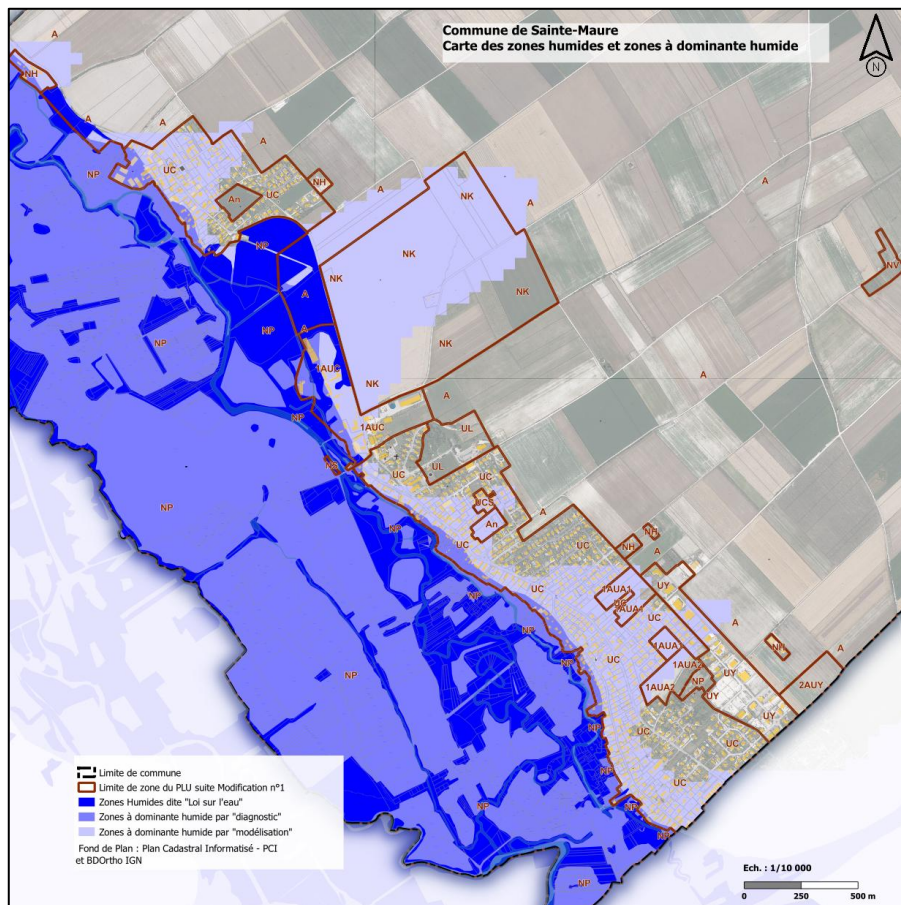 Commune de Sainte-Maure
Carte des zones humides et zones à dominante humide
N
NH
A
A
A
NP
UC
An
UC
NH
A
NK
A
A
NP
NK
NK
NK
NV
A
A
NP
NP
NK
NK
A
A
1AUC
UL
NP
UC
UL
UC
NP
UCS
An
A
NP
UC
UC
NH
NH
A
UC
1AUA1
UY
NP
UC
A
NP
UC
1AUA2
NH
A
NP
NP
1AUA2
NP
UY
UY
2AUY
UY
NP
UC
UC
NP
UC
NP
NP
Limite de commune
Limite de zone du PLU suite Modification n°1
Zones Humides dite "Loi sur l'eau"
Zones à dominante humide par "diagnostic"
Zones à dominante humide par "modélisation"
Fond de Plan : Plan Cadastral Informatisé - PCI
et BDOrtho IGN
NP
Ech. : 1/10 000
0 250 500 m